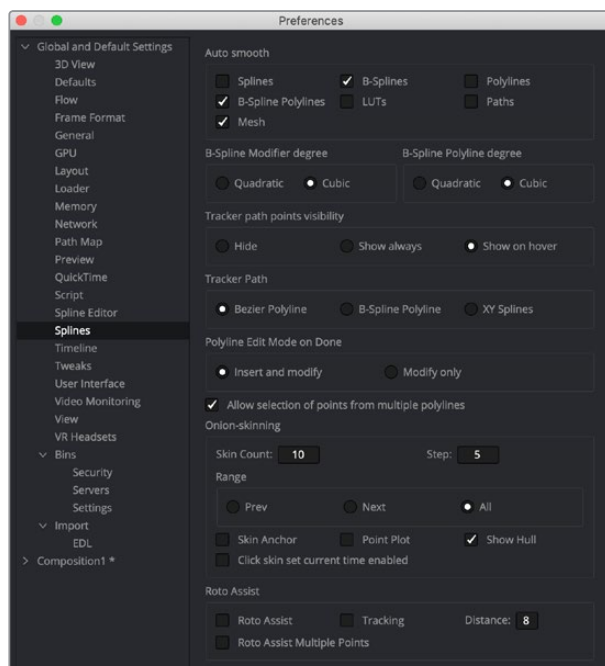 Preferences
Global and Default Settings
3D View
Defaults
Flow
Frame Format
General
GPU
Layout
Loader
Memory
Network
Path Map
Preview
QuickTime
Script
Spline Editor
Splines
Timeline
Tweaks
User Interface
Video Monitoring
View
VR Headsets
Bins
Security
Servers
Settings
Import
EDL
Composition1 *
Auto smooth
Splines B-Splines Polylines
B-Spline Polylines LUTs Paths
Mesh
B-Spline Modifier degree B-Spline Polyline degree
Quadratic Cubic Quadratic Cubic
Tracker path points visibility
Hide Show always Show on hover
Tracker Path
Bezier Polyline B-Spline Polyline XY Splines
Polyline Edit Mode on Done
Insert and modify Modify only
Allow selection of points from multiple polylines
Onion-skinning
Skin Count: 10 Step: 5
Range
Prev Next All
Skin Anchor Point Plot Show Hull
Click skin set current time enabled
Roto Assist
Roto Assist Tracking Distance: 8
Roto Assist Multiple Points